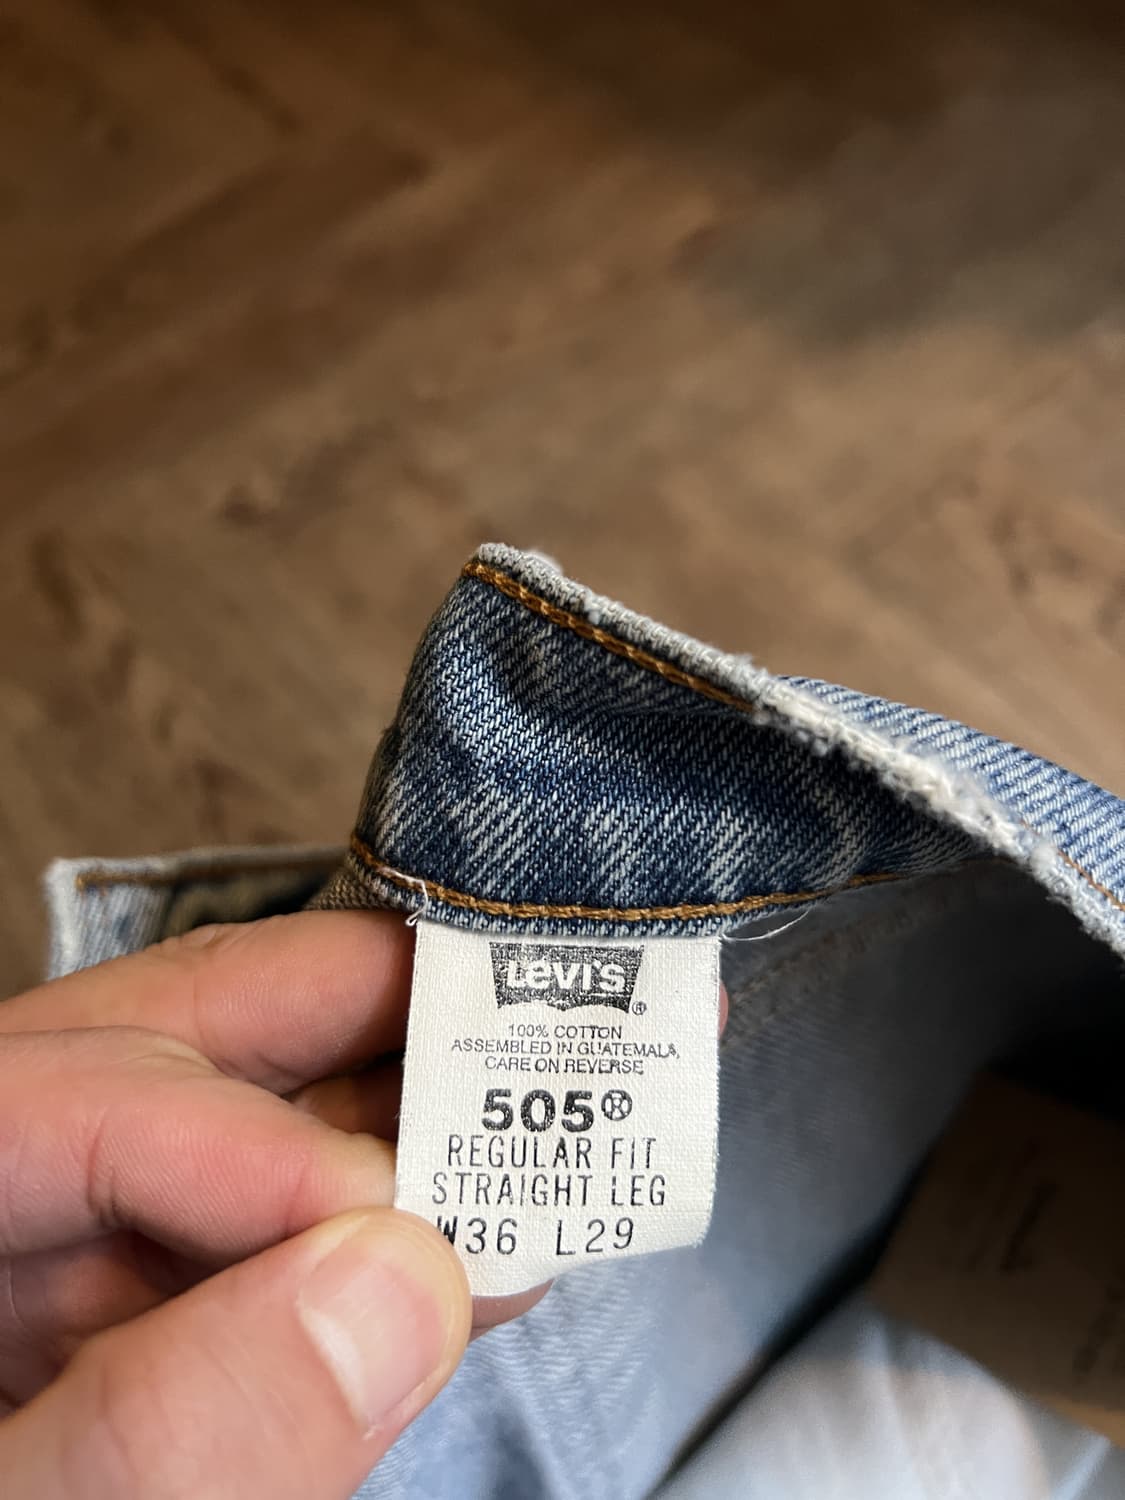 LEVI'S ®
100% COTTON
ASSEMBLED IN GUATEMALA,
CARE ON REVERSE
505®
REGULAR FIT
STRAIGHT LEG
W36 L29